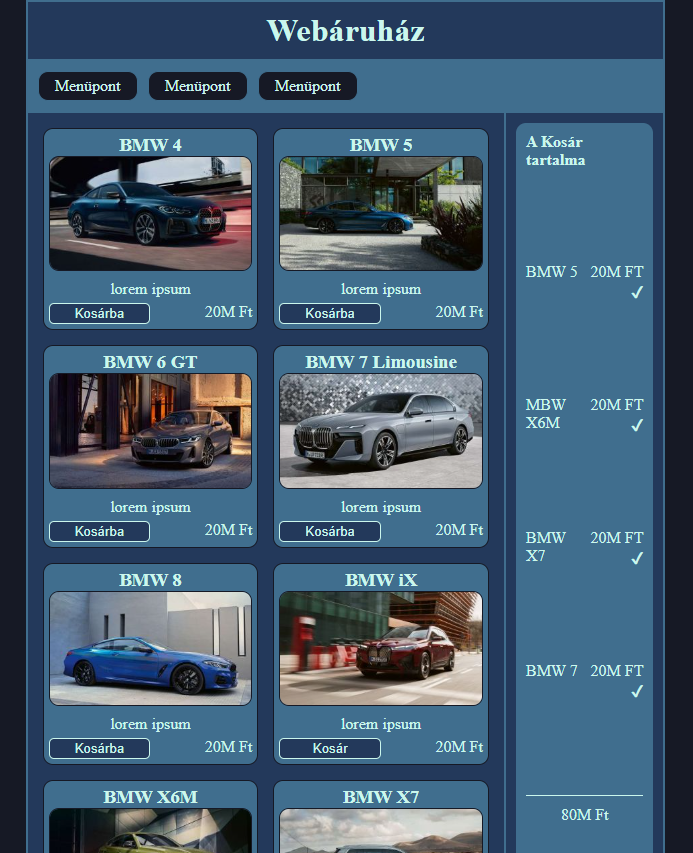 Webáruház
Menüpont Menüpont Menüpont
BMW 4
lorem ipsum
Kosárba 20M Ft
BMW 5
lorem ipsum
Kosárba 20M Ft
BMW 6 GT
lorem ipsum
Kosárba 20M Ft
BMW 7 Limousine
lorem ipsum
Kosárba 20M Ft
BMW 8
lorem ipsum
Kosárba 20M Ft
BMW iX
lorem ipsum
Kosár 20M Ft
BMW X6M
BMW X7
A Kosár
tartalma
BMW 5 20M FT
✓
MBW 20M FT
X6M ✓
BMW 20M FT
X7 ✓
BMW 7 20M FT
✓
80M Ft